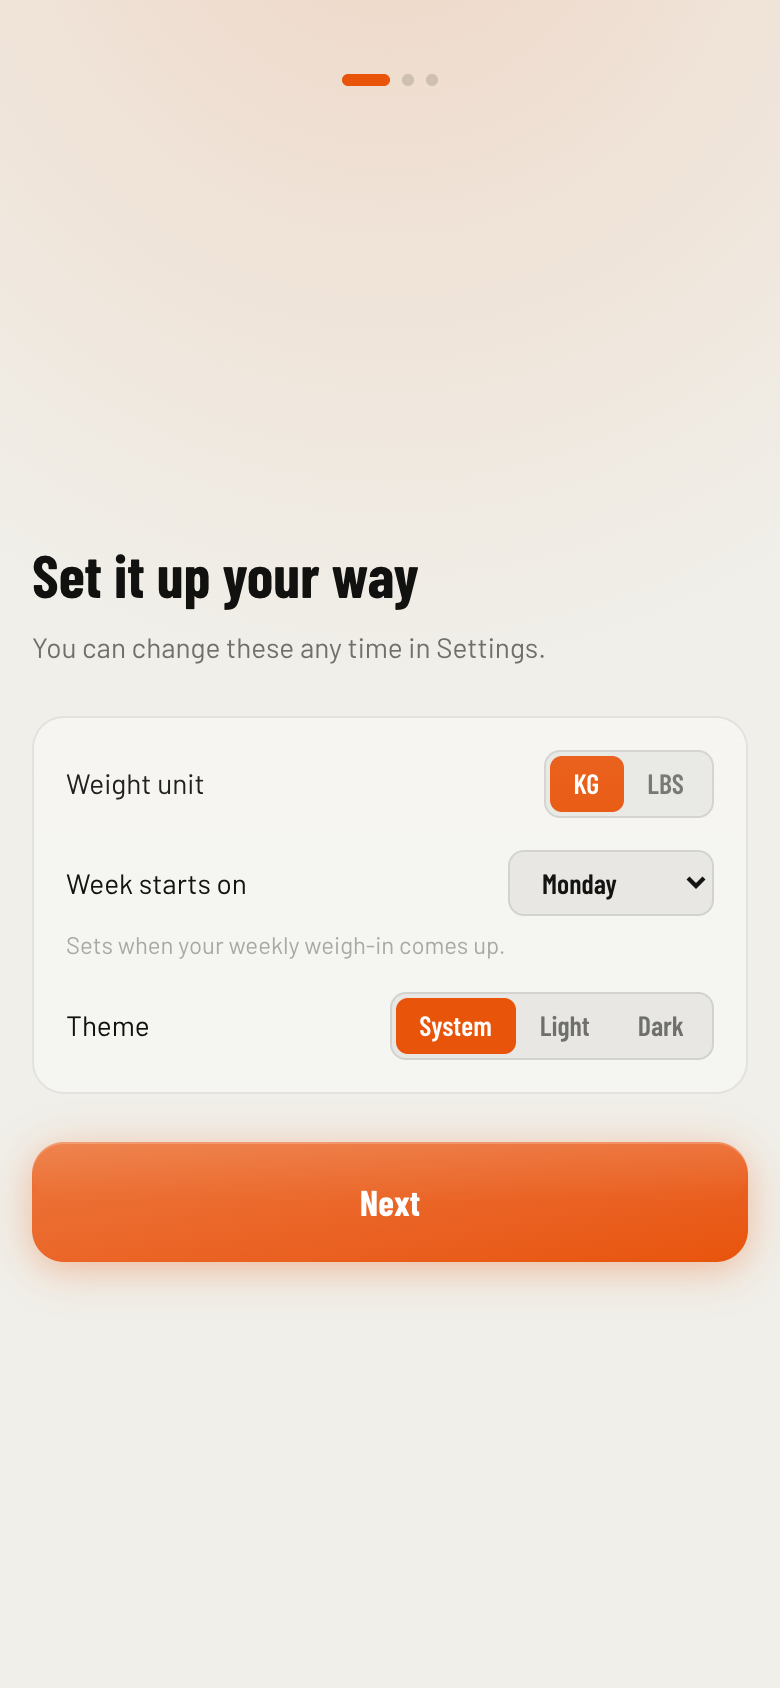 Set it up your way
You can change these any time in Settings.
Weight unit
KG LBS
Week starts on
Monday
Sets when your weekly weigh-in comes up.
Theme
System Light Dark
Next